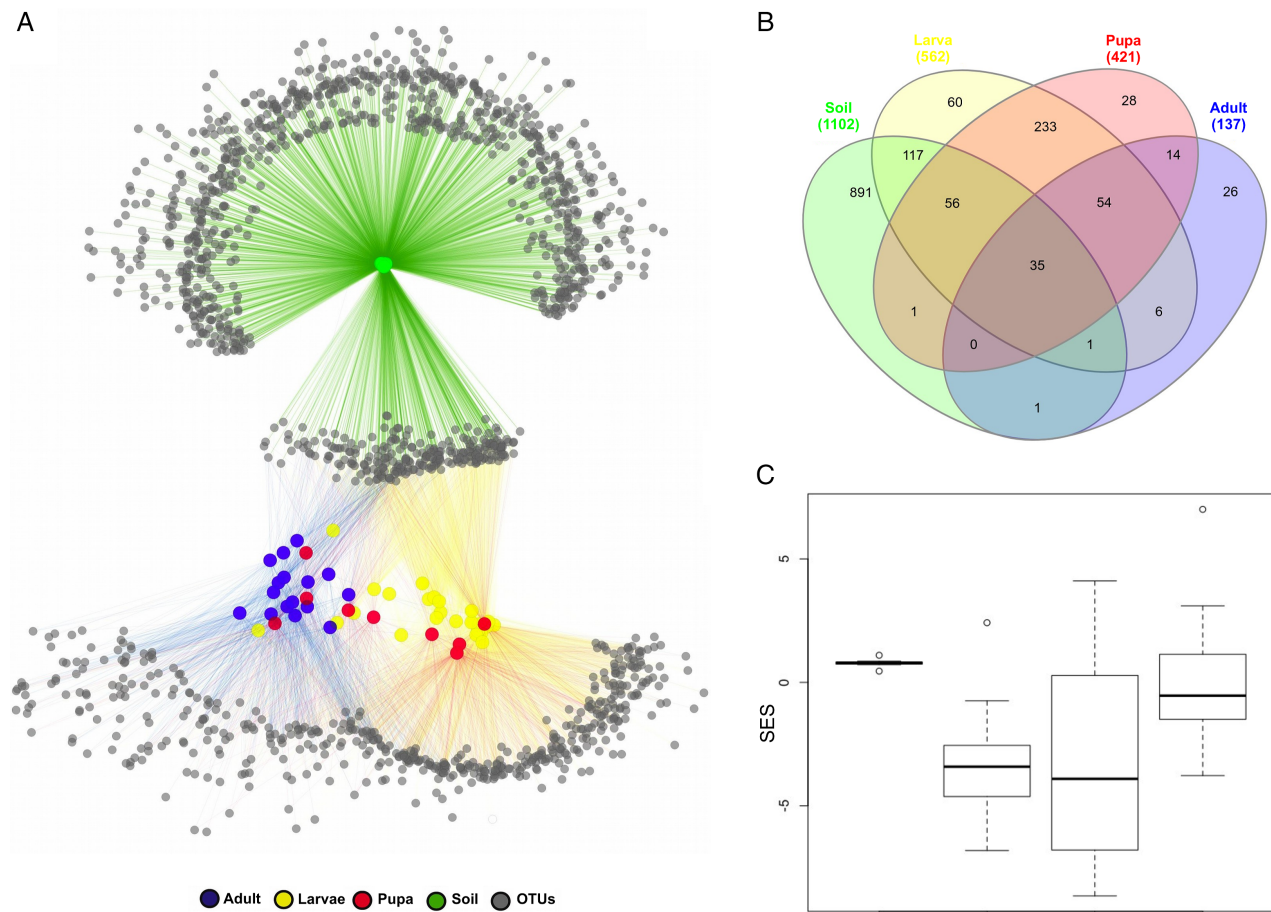 A
Adult
Larvae
Pupa
Soil
OTUs
B
Larva
(562)
Pupa
(421)
Soil
(1102)
Adult
(137)
60
28
233
117
14
891
56
54
26
35
1
6
0
1
1
C
SES
5
0
-5